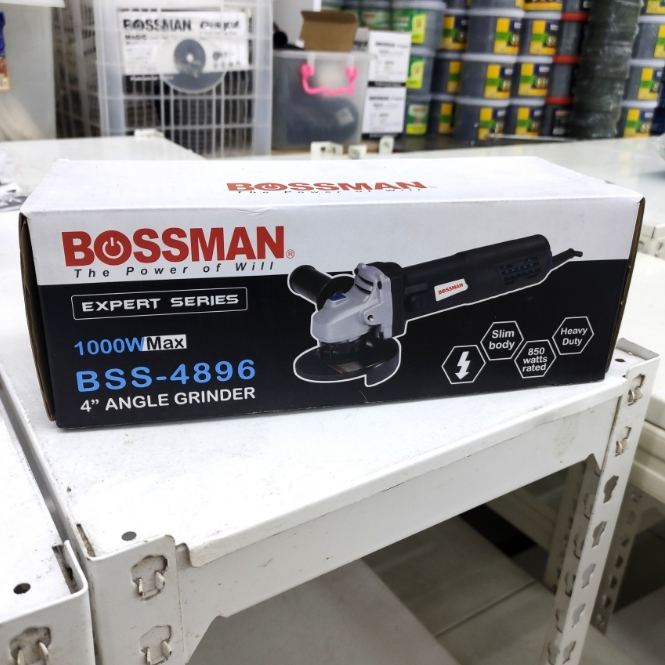 BOSSMAN
The Power of Will
BOSSMAN®
The Power of Will
EXPERT SERIES
1000W Max
BSS-4896
4” ANGLE GRINDER
BOSSMAN
Slim
body
850
watts
rated
Heavy
Duty